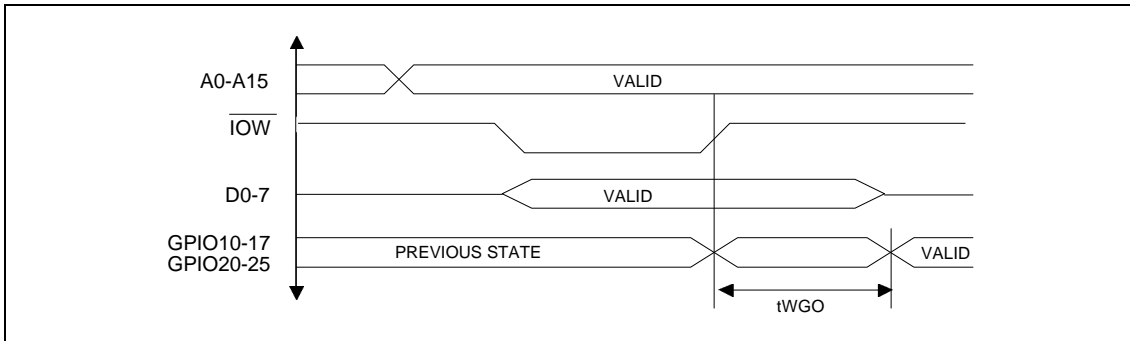 A0-A15
VALID
IOW
D0-7
VALID
GPIO10-17
GPIO20-25
PREVIOUS STATE
VALID
tWGO